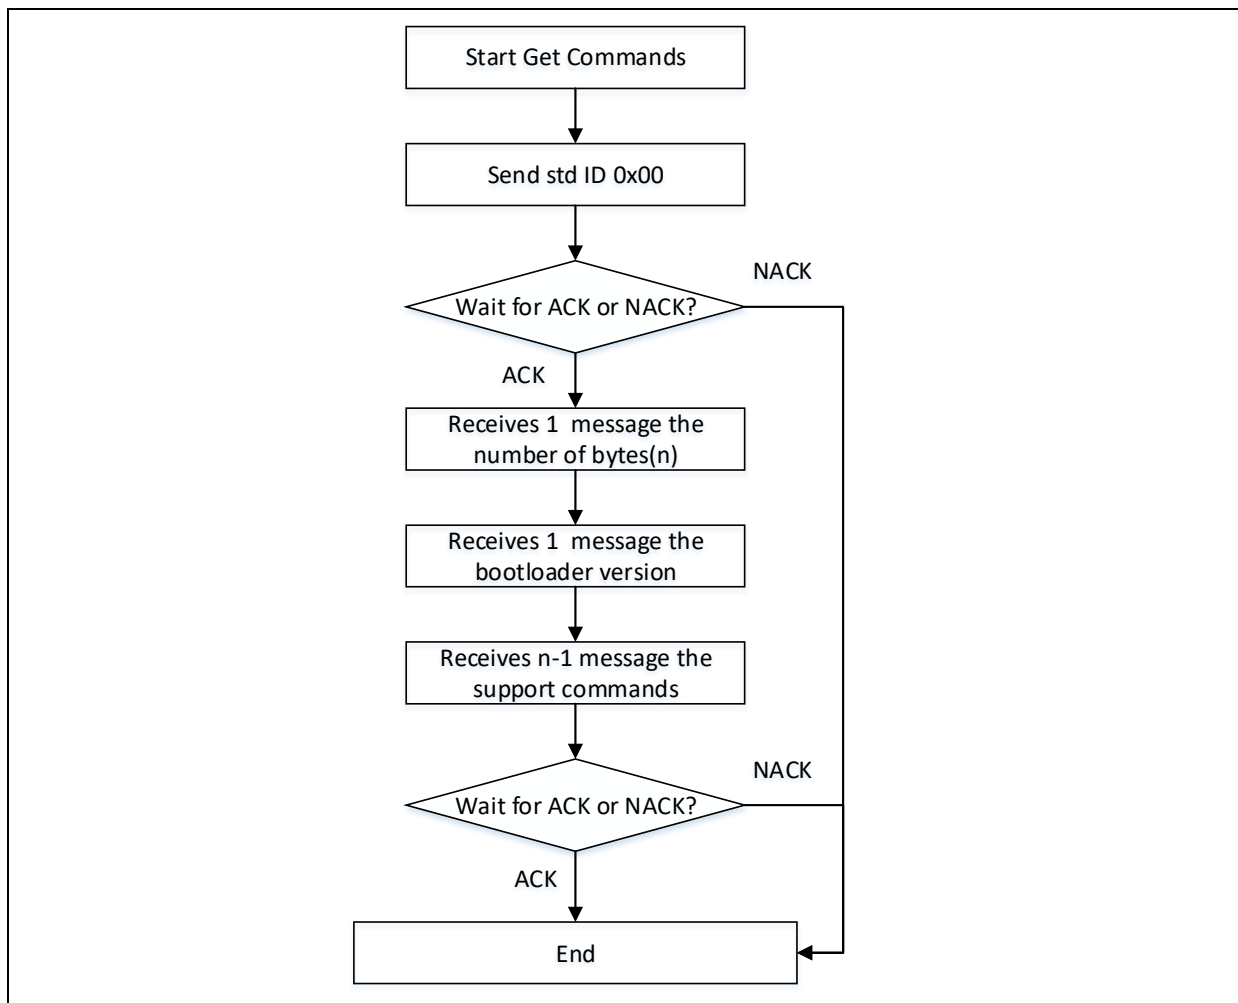 Start Get Commands
Send std ID 0x00
NACK
Wait for ACK or NACK?
ACK
Receives 1  message the
number of bytes(n)
Receives 1  message the
bootloader version
Receives n-1 message the
support commands
NACK
Wait for ACK or NACK?
ACK
End